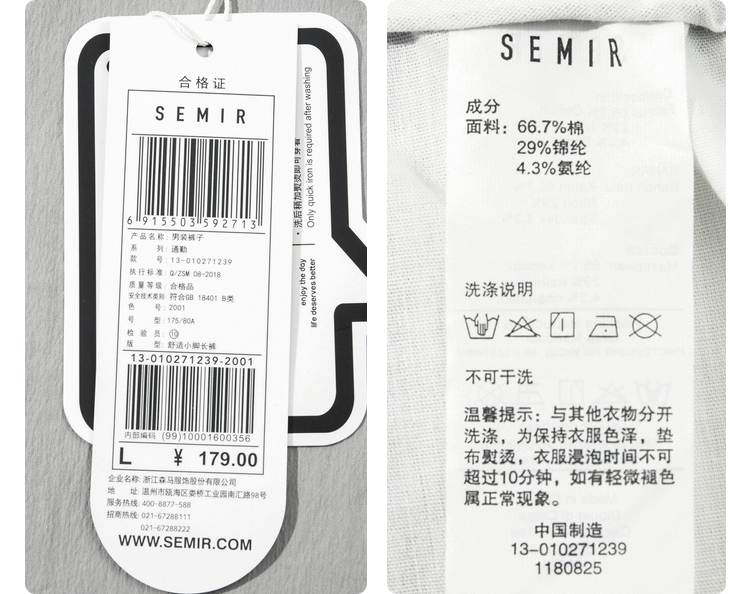 合格证
SEMIR
6 915503 592713
产品名称: 男装裤子
系 列: 通勤
款 号: 13-010271239
执行标准: Q/ZSM 08-2018
质量等级: 合格品
安全技术类别 符合GB 18401 B类
色 号: 2001
号 型: 175/80A
检 验 员: ⑩
版 型: 舒适小脚长裤
13-010271239-2001
内部编码 (99)10001600356
L ¥ 179.00
企业名称: 浙江森马服饰股份有限公司
地 址: 温州市瓯海区娄桥工业园南汇路98号
服务热线: 400-8877-588
招商热线: 021-67288111
021-67288222
WWW.SEMIR.COM
• 洗后稍加熨烫即可穿着
Only quick iron is required after washing
enjoy the day
life deserves better
SEMIR
成分
面料: 66.7%棉
29%锦纶
4.3%氨纶
洗涤说明
不可干洗
温馨提示: 与其他衣物分开
洗涤，为保持衣服色泽，垫
布熨烫，衣服浸泡时间不可
超过10分钟，如有轻微褪色
属正常现象。
中国制造
13-010271239
1180825